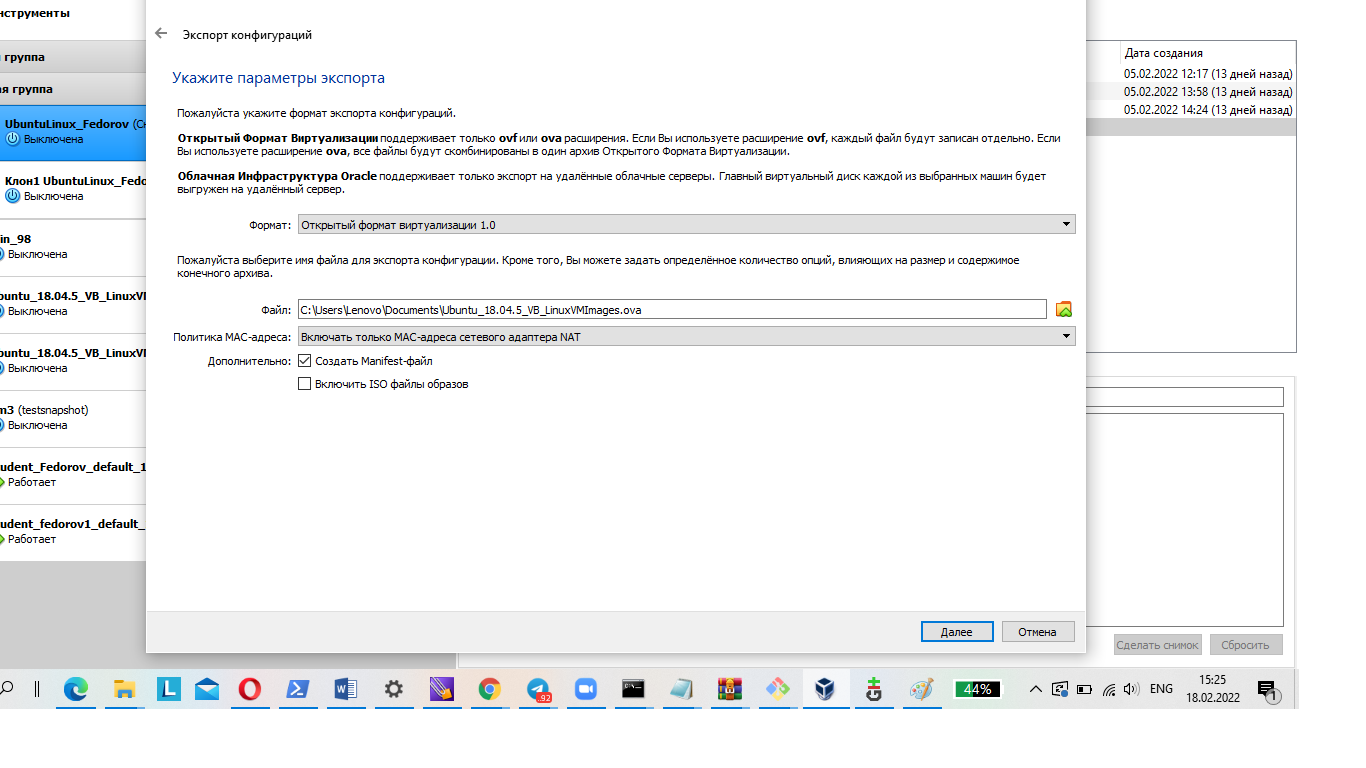 нструменты
группа
ая группа
UbuntuLinux_Fedorov (Сн
Выключена
Клон1 UbuntuLinux_Fedo
Выключена
in_98
Выключена
buntu_18.04.5_VB_LinuxVI
Выключена
buntu_18.04.5_VB_LinuxVI
Выключена
m3 (testsnapshot)
Выключена
udent_Fedorov_default_1
Работает
udent_fedorov1_default_
Работает
Экспорт конфигураций
Укажите параметры экспорта
Пожалуйста укажите формат экспорта конфигураций.
Открытый Формат Виртуализации поддерживает только ovf или ova расширения. Если Вы используете расширение ovf, каждый файл будут записан отдельно. Если
Вы используете расширение ova, все файлы будут скомбинированы в один архив Открытого Формата Виртуализации.
Облачная Инфраструктура Oracle поддерживает только экспорт на удалённые облачные серверы. Главный виртуальный диск каждой из выбранных машин будет
выгружен на удалённый сервер.
Формат: Открытый формат виртуализации 1.0
Пожалуйста выберите имя файла для экспорта конфигурации. Кроме того, Вы можете задать определённое количество опций, влияющих на размер и содержимое
конечного архива.
Файл: C:\Users\Lenovo\Documents\Ubuntu_18.04.5_VB_LinuxVMImages.ova
Политика MAC-адреса: Включать только MAC-адреса сетевого адаптера NAT
Дополнительно: Создать Manifest-файл
Включить ISO файлы образов
Далее Отмена
Дата создания
05.02.2022 12:17 (13 дней назад)
05.02.2022 13:58 (13 дней назад)
05.02.2022 14:24 (13 дней назад)
Сделать снимок Сбросить
92
44%
ENG
15:25
18.02.2022
1